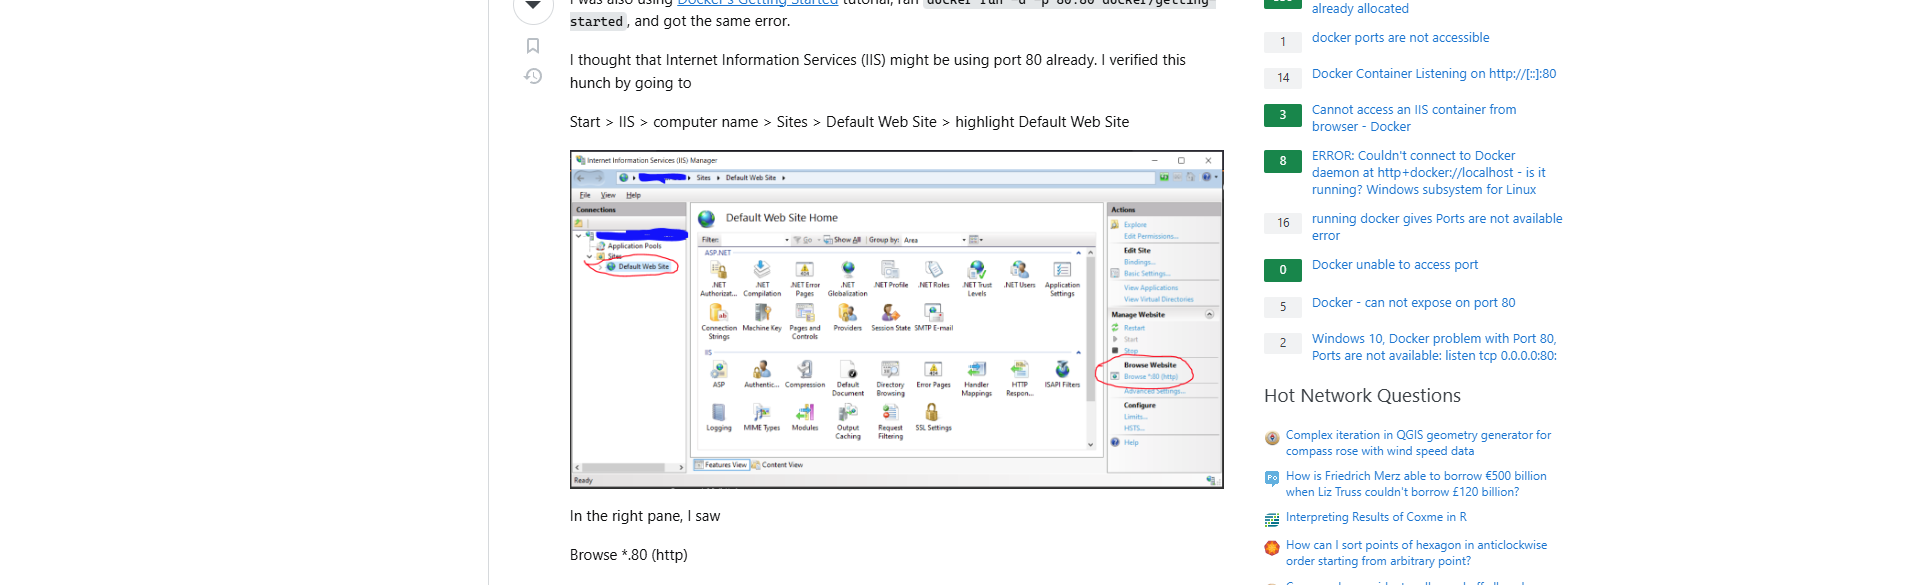 I was also using Docker's Getting Started tutorial, ran docker run -d -p 80:80 docker/getting-
started, and got the same error.
I thought that Internet Information Services (IIS) might be using port 80 already. I verified this
hunch by going to
Start > IIS > computer name > Sites > Default Web Site > highlight Default Web Site
Internet Information Services (IIS) Manager
Sites
Default Web Site
File View Help
Connections
Application Pools
Sites
Default Web Site
Default Web Site Home
Filter: Go Show All Group by: Area
ASP.NET
.NET Authorizat...
.NET Compilation
.NET Error Pages
.NET Globalization
.NET Profile
.NET Roles
.NET Trust Levels
.NET Users
Application Settings
Connection Strings
Machine Key
Pages and Controls
Providers
Session State
SMTP E-mail
IIS
ASP
Authentic...
Compression
Default Document
Directory Browsing
Error Pages
Handler Mappings
HTTP Respon...
ISAPI Filters
Logging
MIME Types
Modules
Output Caching
Request Filtering
SSL Settings
Features View Content View
Ready
Actions
Explore
Edit Permissions...
Edit Site
Bindings...
Basic Settings...
View Applications
View Virtual Directories
Manage Website
Restart
Start
Stop
Browse Website
Browse *:80 (http)
Advanced Settings...
Configure
Limits...
HSTS...
Help
In the right pane, I saw
Browse *.80 (http)
already allocated
1 docker ports are not accessible
14 Docker Container Listening on http://[::]:80
3 Cannot access an IIS container from
browser - Docker
8 ERROR: Couldn't connect to Docker
daemon at http+docker://localhost - is it
running? Windows subsystem for Linux
16 running docker gives Ports are not available
error
0 Docker unable to access port
5 Docker - can not expose on port 80
2 Windows 10, Docker problem with Port 80,
Ports are not available: listen tcp 0.0.0.0:80:
Hot Network Questions
Complex iteration in QGIS geometry generator for
compass rose with wind speed data
How is Friedrich Merz able to borrow €500 billion
when Liz Truss couldn't borrow £120 billion?
Interpreting Results of Coxme in R
How can I sort points of hexagon in anticlockwise
order starting from arbitrary point?